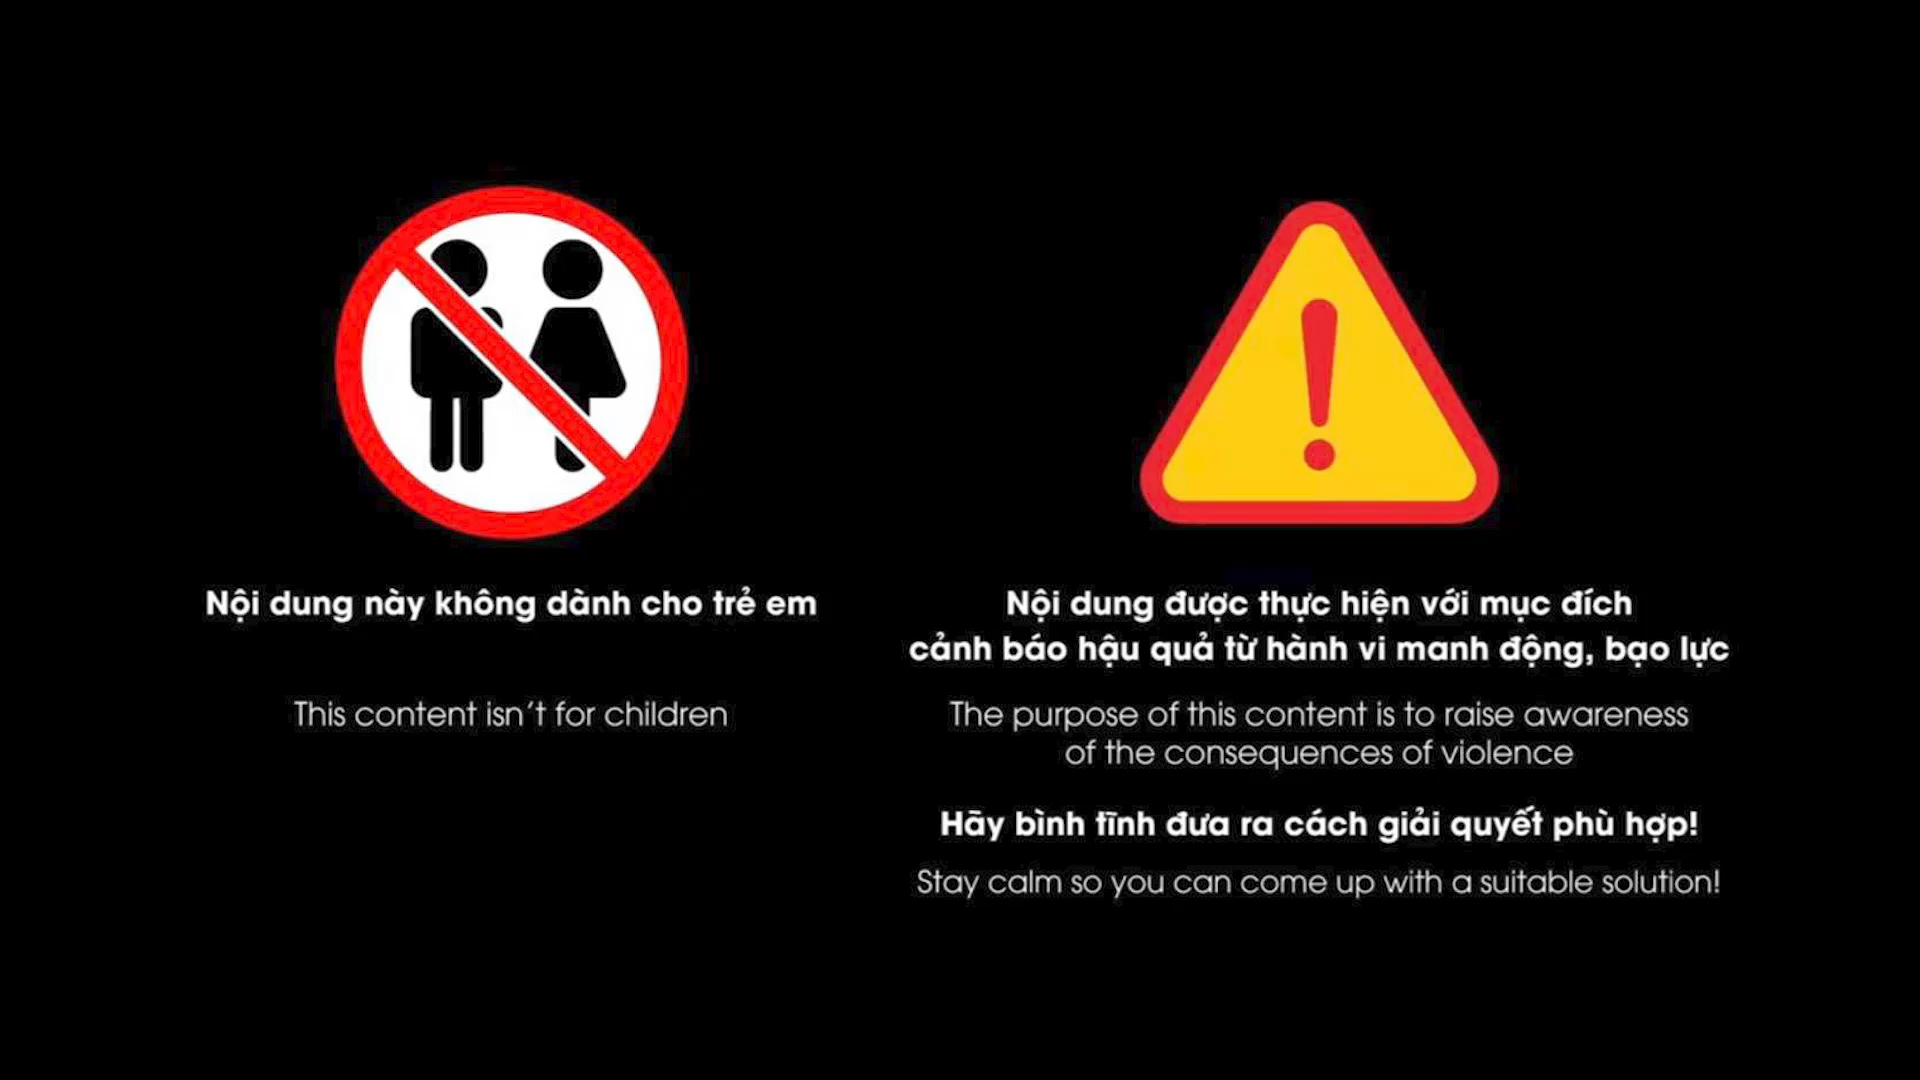 Nội dung này không dành cho trẻ em
This content isn't for children
Nội dung được thực hiện với mục đích
cảnh báo hậu quả từ hành vi manh động, bạo lực
The purpose of this content is to raise awareness
of the consequences of violence
Hãy bình tĩnh đưa ra cách giải quyết phù hợp!
Stay calm so you can come up with a suitable solution!